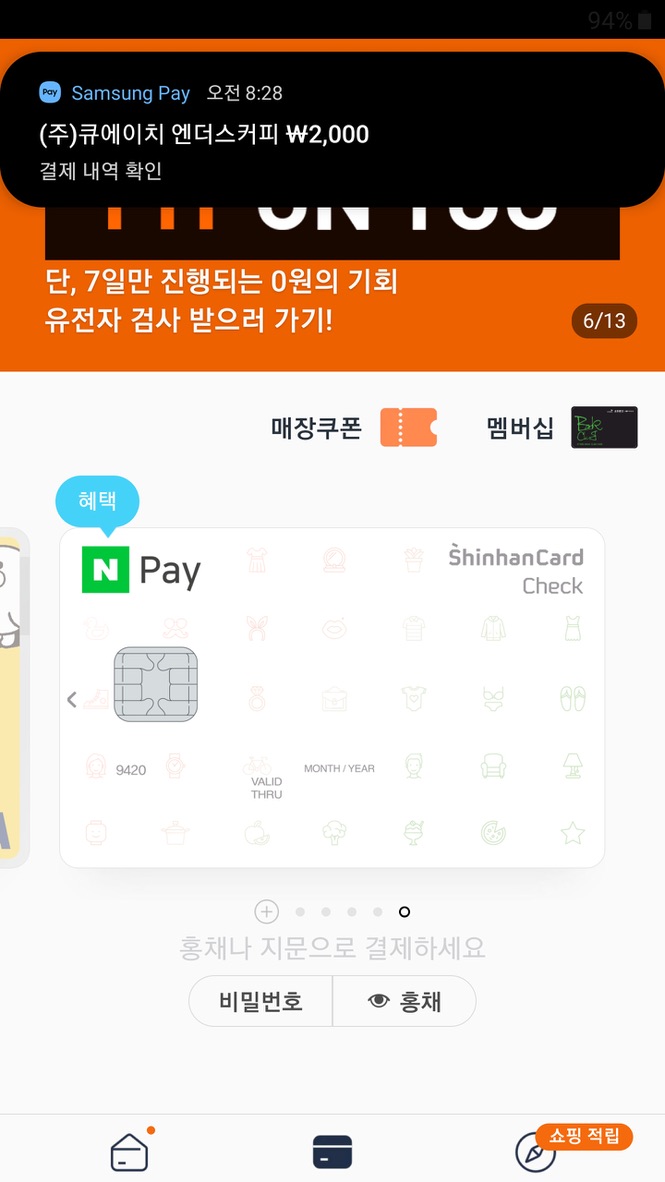 94%
Pay Samsung Pay 오전 8:28
(주)큐에이치 엔더스커피 ₩2,000
결제 내역 확인
ON YOU
단, 7일만 진행되는 0원의 기회
유전자 검사 받으러 가기!
6/13
매장쿠폰
멤버십
혜택
N Pay
ShinhanCard
Check
9420
MONTH / YEAR
VALID
THRU
홍채나 지문으로 결제하세요
비밀번호
홍채
쇼핑 적립